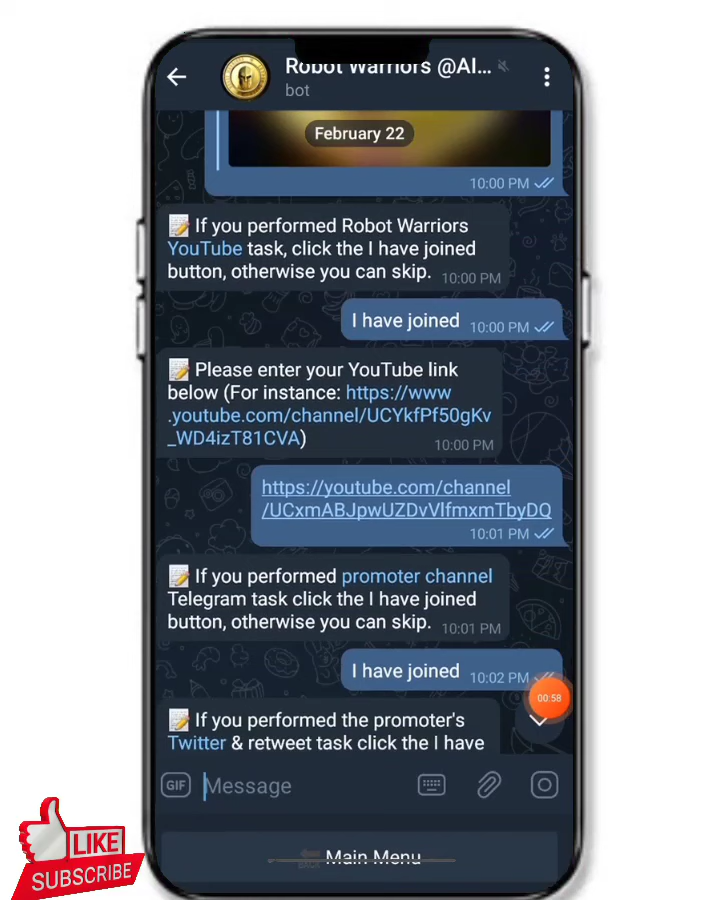 Robot Warriors @AI...
bot
February 22
10:00 PM
📝 If you performed Robot Warriors
YouTube task, click the I have joined
button, otherwise you can skip. 10:00 PM
I have joined 10:00 PM
📝 Please enter your YouTube link
below (For instance: https://www
.youtube.com/channel/UCYkfPf50gKv
_WD4izT81CVA) 10:00 PM
https://youtube.com/channel
/UCxmABJpwUZDvVlfmxmTbyDQ
10:01 PM
📝 If you performed promoter channel
Telegram task click the I have joined
button, otherwise you can skip. 10:01 PM
I have joined 10:02 PM
00:58
📝 If you performed the promoter's
Twitter & retweet task click the I have
GIF Message
Main Menu
LIKE
SUBSCRIBE